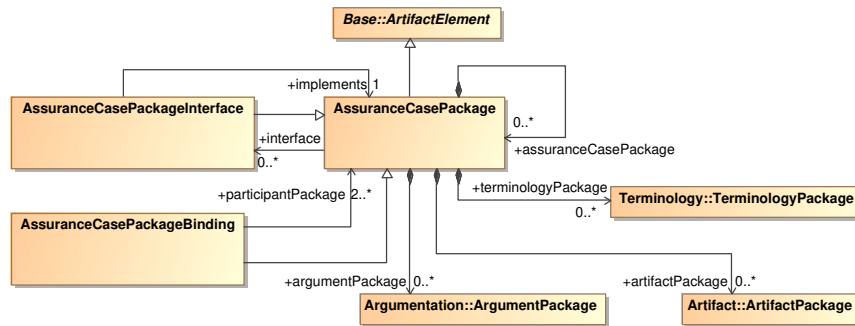 Base::ArtifactElement
+implements 1
AssuranceCasePackageInterface
AssuranceCasePackage
0..*
+interface
0..*
+assuranceCasePackage
+participantPackage 2..*
+terminologyPackage
0..*
Terminology::TerminologyPackage
AssuranceCasePackageBinding
+argumentPackage 0..*
+artifactPackage 0..*
Argumentation::ArgumentPackage
Artifact::ArtifactPackage